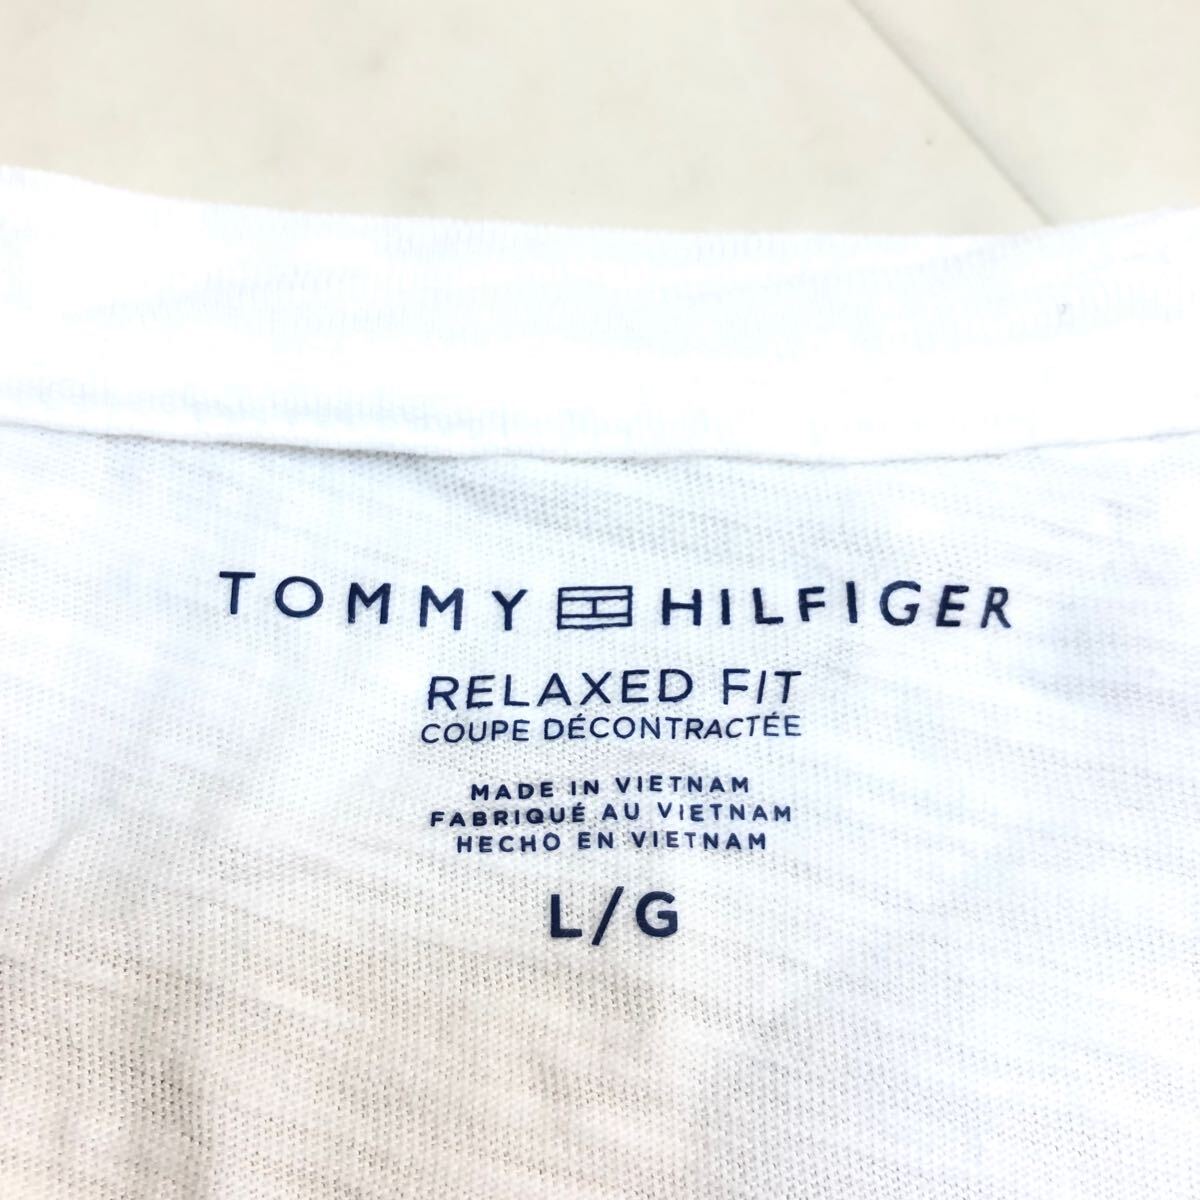 TOMMY HILFIGER
RELAXED FIT
COUPE DÉCONTRACTÉE
MADE IN VIETNAM
FABRIQUÉ AU VIETNAM
HECHO EN VIETNAM
L/G